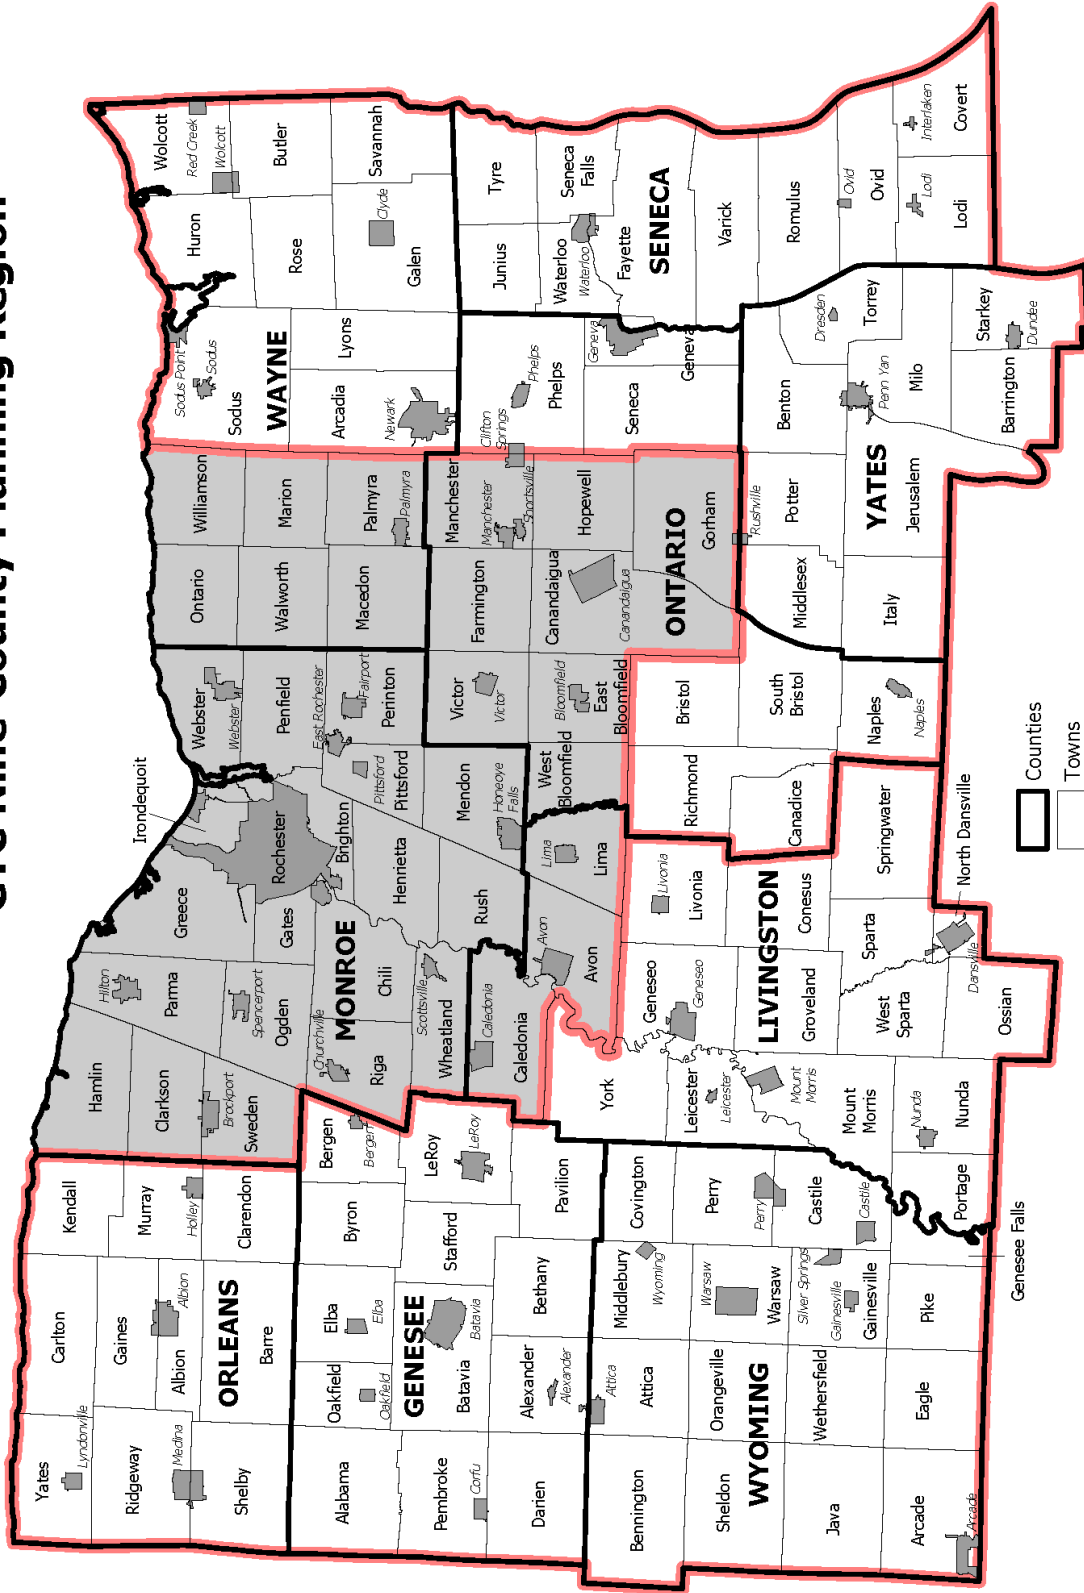 GTC Nine-County Planning Region
Yates
Lyndonville
Carlton
Kendall
Hamlin
Ridgeway
Medina
Gaines
Murray
Holley
Clarkson
Albion
Albion
Brockport
Sweden
Shelby
ORLEANS
Barre
Clarendon
Hilton
Parma
Greece
Irondequoit
Spencerport
Ogden
Gates
Rochester
Webster
Webster
Penfield
Ontario
Williamson
Walworth
Marion
Sodus Point
Sodus
Sodus
WAYNE
Huron
Wolcott
Red Creek
Wolcott
Rose
Butler
Alabama
Oakfield
Oakfield
Elba
Elba
Byron
Bergen
Bergen
Churchville
Riga
MONROE
Chili
Henrietta
Brighton
East Rochester
Pittsford
Pittsford
Fairport
Perinton
Macedon
Palmyra
Palmyra
Arcadia
Newark
Lyons
Galen
Clyde
Savannah
Pembroke
Corfu
GENESEE
Batavia
Batavia
Stafford
LeRoy
LeRoy
Scottsville
Wheatland
Rush
Mendon
Honeoye
Falls
Victor
Victor
Farmington
Manchester
Manchester
Shortsville
Clifton
Springs
Phelps
Phelps
Junius
Tyre
Darien
Alexander
Alexander
Bethany
Pavilion
Caledonia
Caledonia
Avon
Avon
Lima
Lima
West
Bloomfield
Bloomfield
East
Bloomfield
Canandaigua
Canandaigua
Hopewell
Seneca
Geneva
Geneva
Waterloo
Waterloo
Seneca
Falls
Fayette
SENECA
Bennington
Attica
Attica
Middlebury
Wyoming
Covington
York
Geneseo
Geneseo
Livonia
Livonia
Richmond
Bristol
ONTARIO
Gorham
Rushville
Varick
Sheldon
Orangeville
Warsaw
Warsaw
Perry
Perry
Leicester
Leicester
WYOMING
LIVINGSTON
Mount
Morris
Groveland
Conesus
Canadice
South
Bristol
Middlesex
Potter
Benton
Dresden
Romulus
Java
Wethersfield
Silver Springs
Gainesville
Gainesville
Castile
Castile
Mount
Morris
West
Sparta
Sparta
Springwater
Naples
Naples
Italy
YATES
Jerusalem
Penn Yan
Milo
Torrey
Ovid
Ovid
Arcade
Arcade
Eagle
Pike
Genesee Falls
Portage
Nunda
Nunda
Ossian
Dansville
North Dansville
Barrington
Starkey
Dundee
Lodi
Lodi
Interlaken
Covert
Counties
Towns